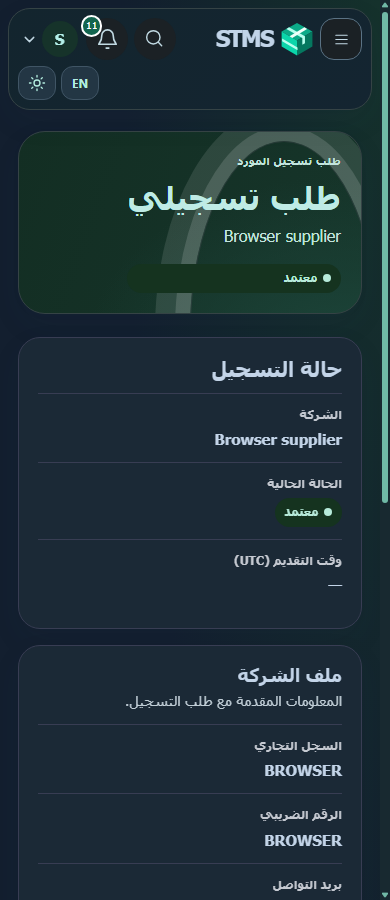 STMS
11
S
EN
طلب تسجيل المورد
طلب تسجيلي
Browser supplier
معتمد
حالة التسجيل
الشركة
Browser supplier
الحالة الحالية
معتمد
وقت التقديم (UTC)
—
ملف الشركة
المعلومات المقدمة مع طلب التسجيل.
السجل التجاري
BROWSER
الرقم الضريبي
BROWSER
بريد التواصل